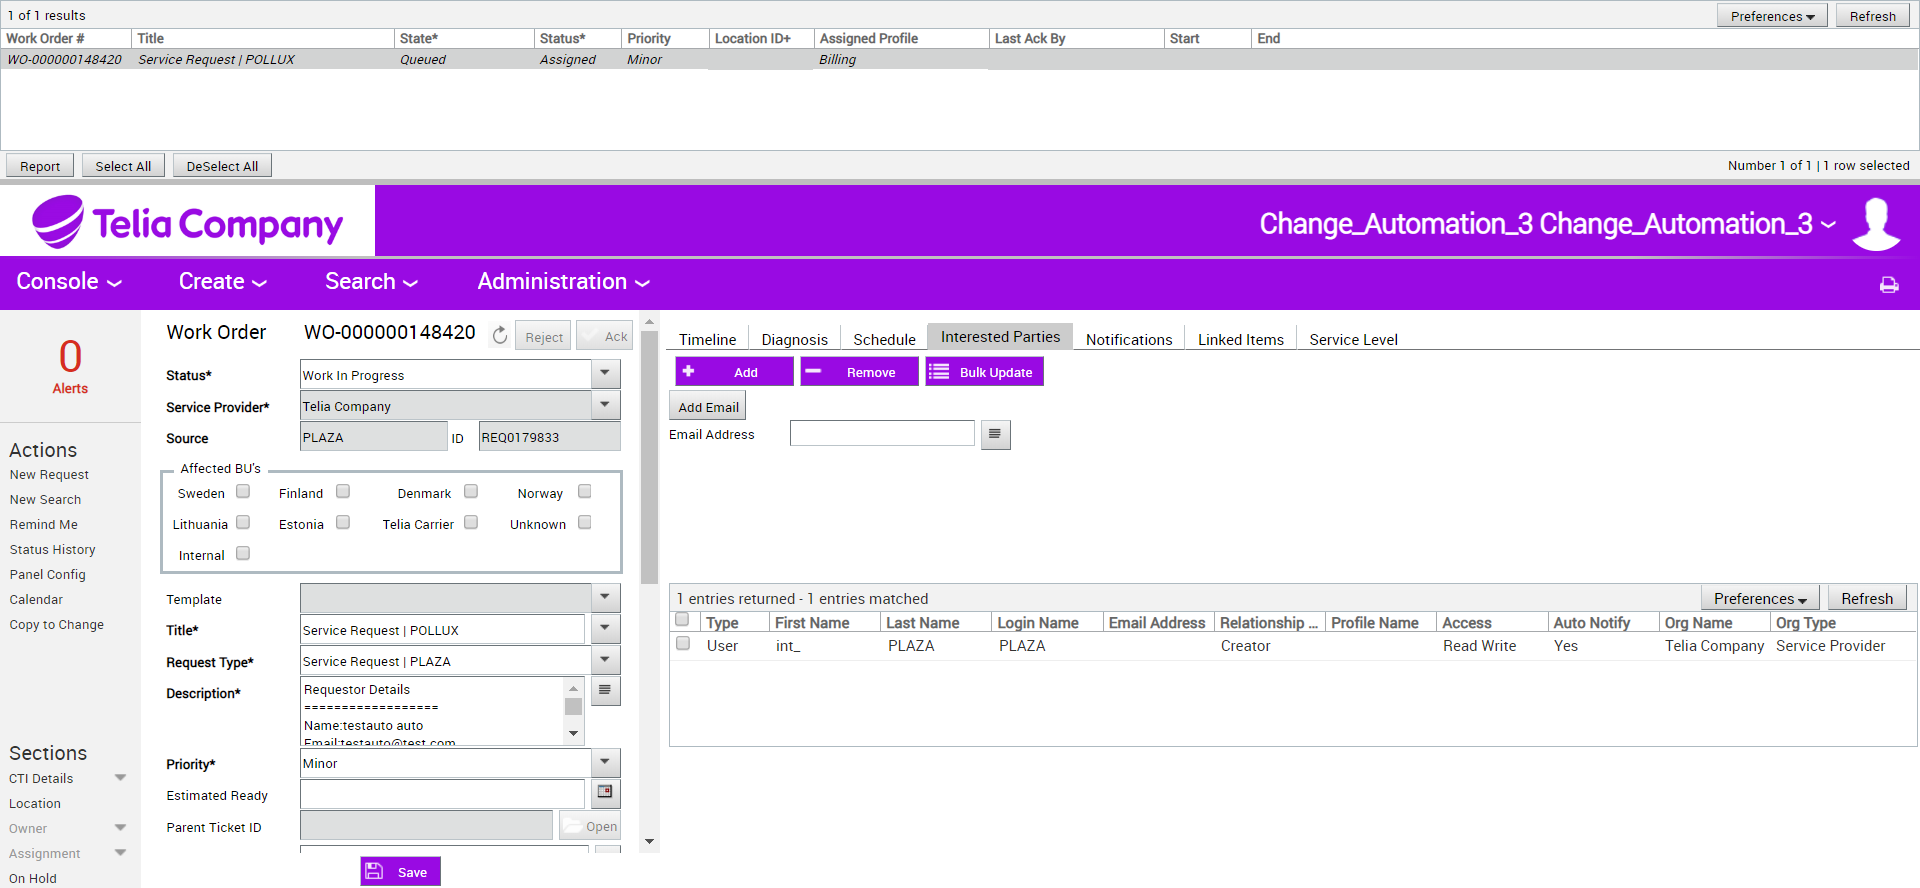 1 of 1 results
Preferences
Refresh
Work Order # Title State* Status* Priority Location ID+ Assigned Profile Last Ack By Start End
WO-000000148420 Service Request | POLLUX Queued Assigned Minor Billing
Report Select All DeSelect All
Number 1 of 1 | 1 row selected
Telia Company
Change_Automation_3 Change_Automation_3
Console Create Search Administration
0
Alerts
Actions
New Request
New Search
Remind Me
Status History
Panel Config
Calendar
Copy to Change
Sections
CTI Details
Location
Owner
Assignment
On Hold
Work Order WO-000000148420 Reject Ack
Status* Work In Progress
Service Provider* Telia Company
Source PLAZA ID REQ0179833
Affected BU's
Sweden Finland Denmark Norway
Lithuania Estonia Telia Carrier Unknown
Internal
Template
Title* Service Request | POLLUX
Request Type* Service Request | PLAZA
Description* Requestor Details
==================
Name:testauto auto
Email:testauto@test.com
Priority* Minor
Estimated Ready
Parent Ticket ID Open
Save
Timeline Diagnosis Schedule Interested Parties Notifications Linked Items Service Level
Add Remove Bulk Update
Add Email
Email Address
1 entries returned - 1 entries matched
Preferences Refresh
Type First Name Last Name Login Name Email Address Relationship ... Profile Name Access Auto Notify Org Name Org Type
User int_ PLAZA PLAZA Creator Read Write Yes Telia Company Service Provider